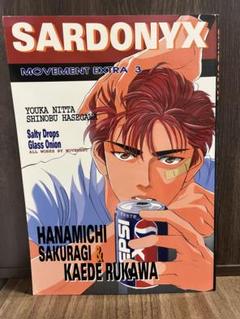 SARDONYX
MOVEMENT EXTRA 3
YOUKA NITTA
SHINOBU HASEGAWA
Salty Drops
Glass Onion
ALL WORKS BY MOVEMENT
HANAMICHI
SAKURAGI &
KAEDE RUKAWA
PEPSI